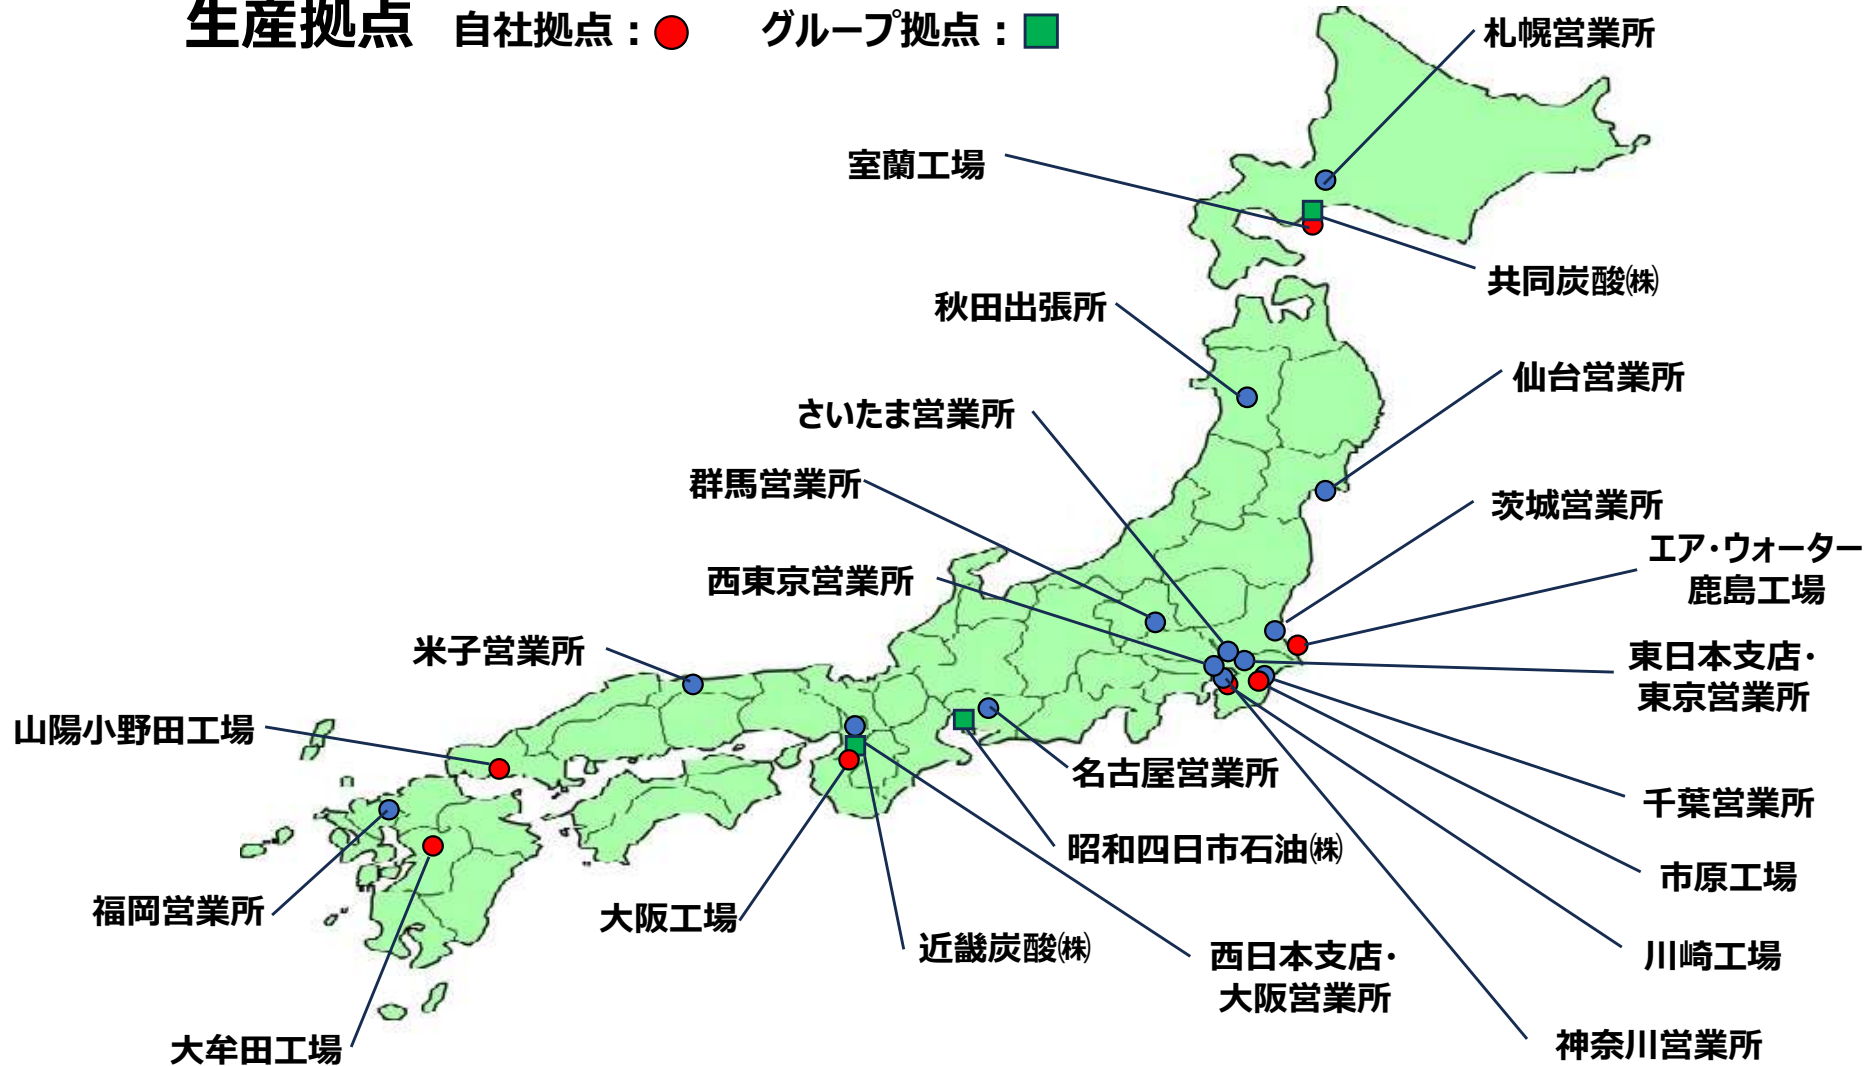 生産拠点 自社拠点： グループ拠点：
札幌営業所
室蘭工場
共同炭酸㈱
秋田出張所
仙台営業所
さいたま営業所
群馬営業所
茨城営業所
エア・ウォーター
鹿島工場
西東京営業所
米子営業所
東日本支店・
東京営業所
山陽小野田工場
名古屋営業所
千葉営業所
昭和四日市石油㈱
市原工場
福岡営業所
大阪工場
近畿炭酸㈱
西日本支店・
大阪営業所
川崎工場
大牟田工場
神奈川営業所